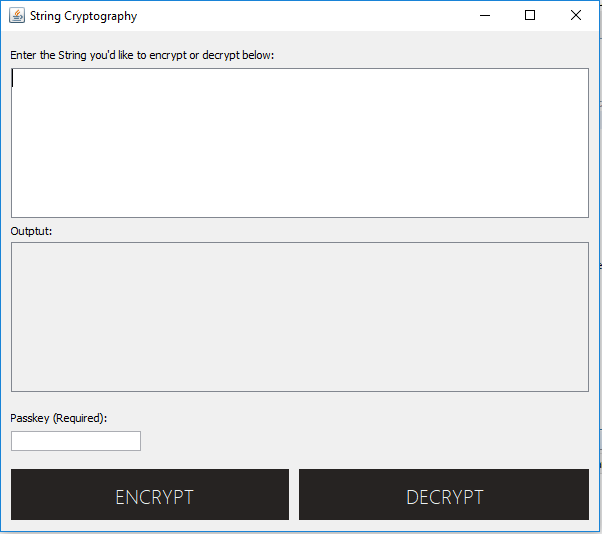 String Cryptography
Enter the String you'd like to encrypt or decrypt below:
Outptut:
Passkey (Required):
ENCRYPT DECRYPT